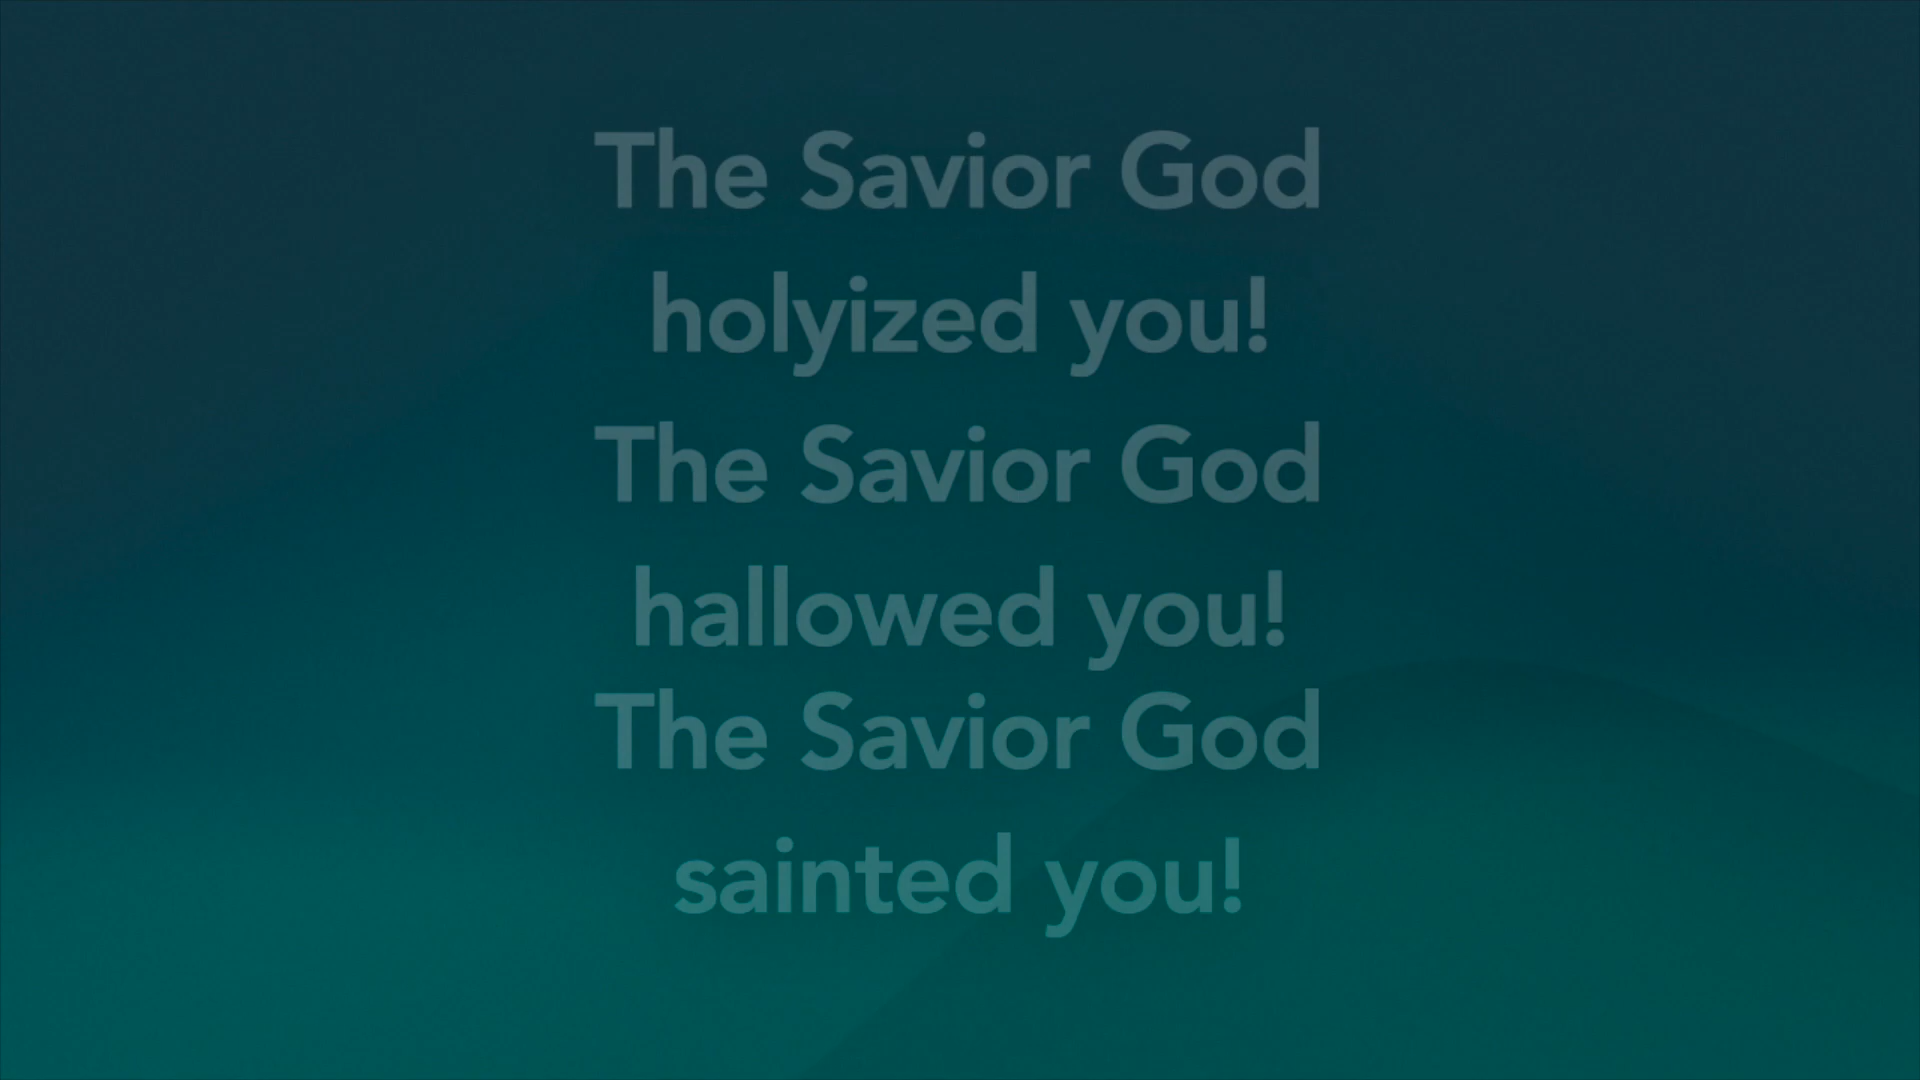 The Savior God
holyized you!
The Savior God
hallowed you!
The Savior God
sainted you!